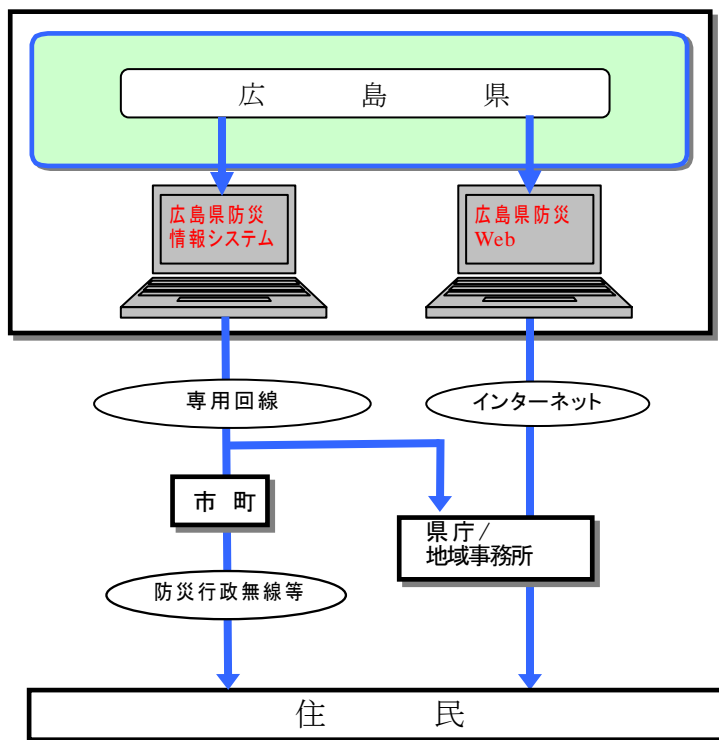 広島県
広島県防災
情報システム
広島県防災
Web
専用回線
インターネット
市町
県庁/
地域事務所
防災行政無線等
住民